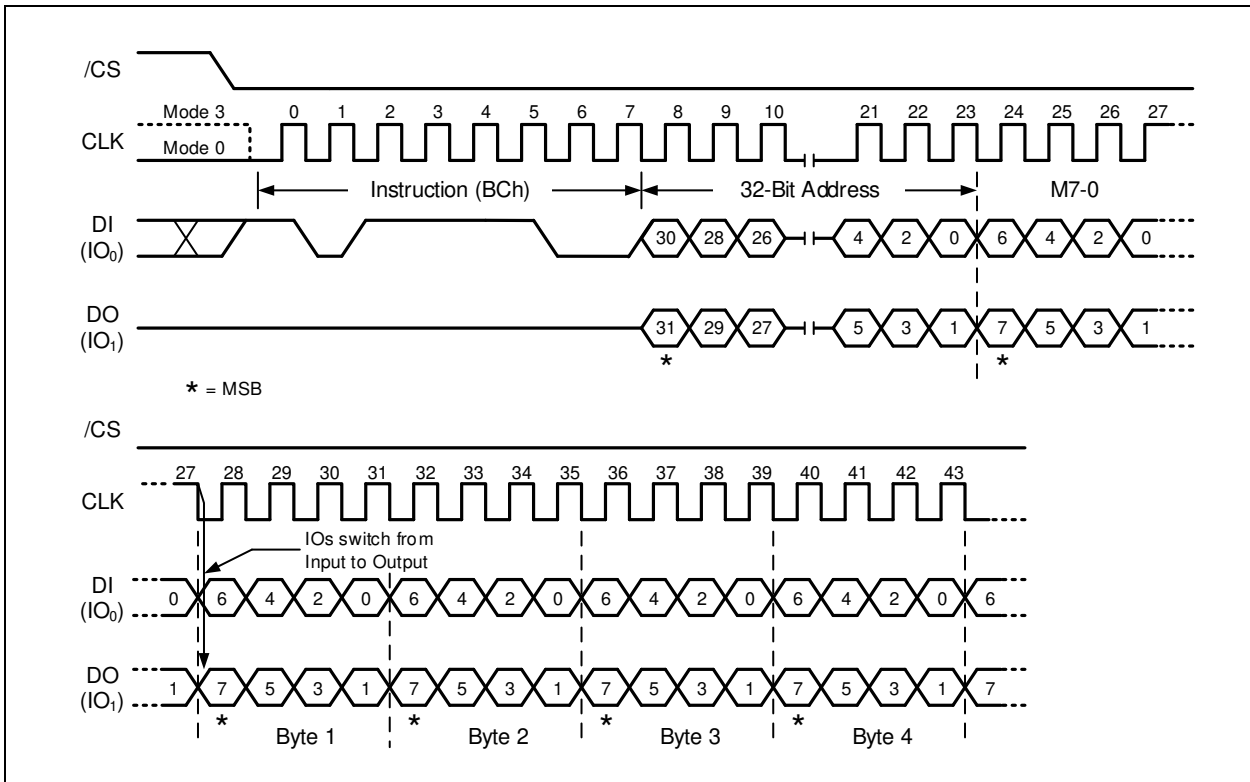 /CS
Mode 3 0 1 2 3 4 5 6 7 8 9 10 21 22 23 24 25 26 27
CLK
Mode 0
Instruction (BCh) 32-Bit Address M7-0
DI
(IO₀) 30 28 26 4 2 0 6 4 2 0
DO
(IO₁) 31 29 27 5 3 1 7 5 3 1
* *
* = MSB
/CS
27 28 29 30 31 32 33 34 35 36 37 38 39 40 41 42 43
CLK
IOs switch from
Input to Output
DI
(IO₀) 0 6 4 2 0 6 4 2 0 6 4 2 0 6 4 2 0 6
DO
(IO₁) 1 7 5 3 1 7 5 3 1 7 5 3 1 7 5 3 1 7
* * * *
Byte 1 Byte 2 Byte 3 Byte 4